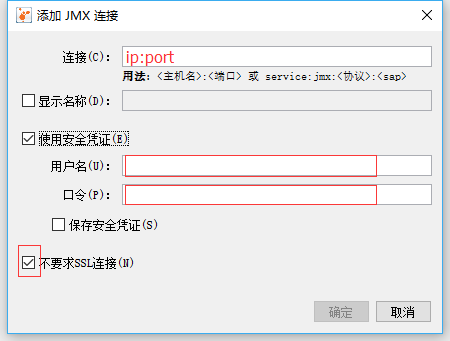 添加 JMX 连接
连接(C)： ip:port
用法：<主机名>:<端口> 或 service:jmx:<协议>:<sap>
显示名称(D)：
使用安全凭证(E)
用户名(U)：
口令(P)：
保存安全凭证(S)
不要求SSL连接(N)
确定 取消